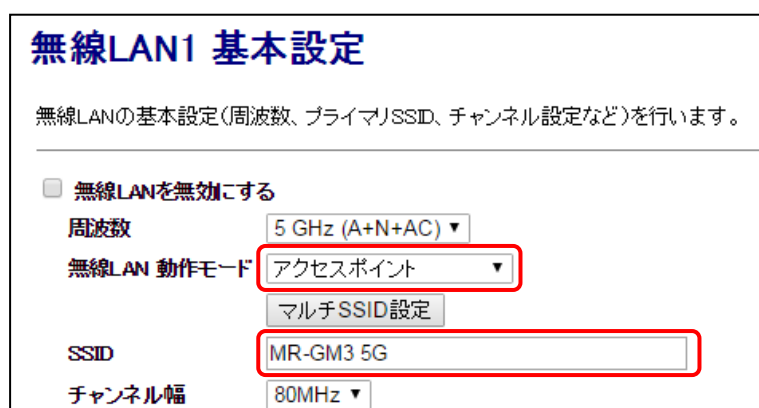 無線LAN1 基本設定
無線LANの基本設定(周波数、プライマリSSID、チャンネル設定など)を行います。
無線LANを無効にする
周波数 5 GHz (A+N+AC)
無線LAN 動作モード アクセスポイント
マルチSSID設定
SSID MR-GM3 5G
チャンネル幅 80MHz